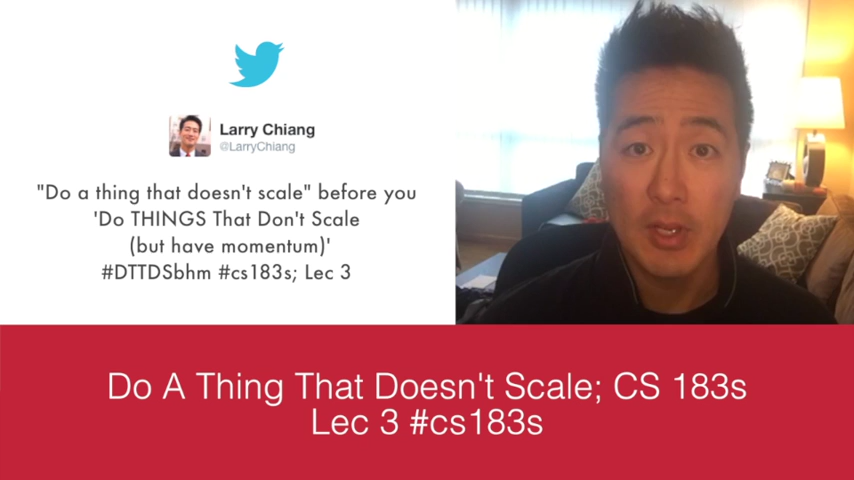 Larry Chiang
@LarryChiang
"Do a thing that doesn't scale" before you
'Do THINGS That Don't Scale
(but have momentum)'
#DTTDSbhm #cs183s; Lec 3
Do A Thing That Doesn't Scale; CS 183s
Lec 3 #cs183s